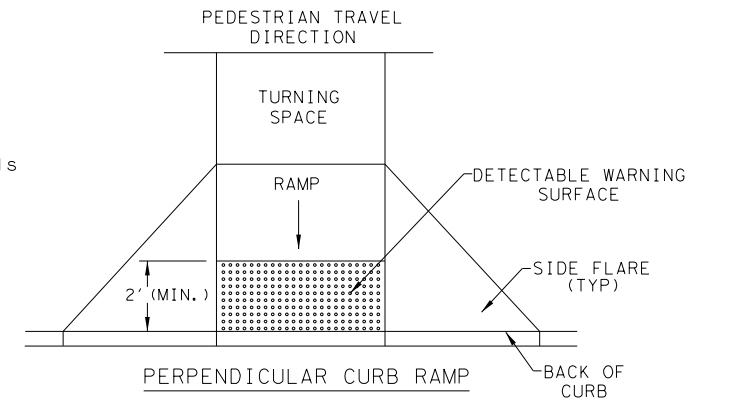 PEDESTRIAN TRAVEL
DIRECTION
TURNING
SPACE
RAMP
DETECTABLE WARNING
SURFACE
SIDE FLARE
(TYP)
2' (MIN.)
BACK OF
CURB
PERPENDICULAR CURB RAMP